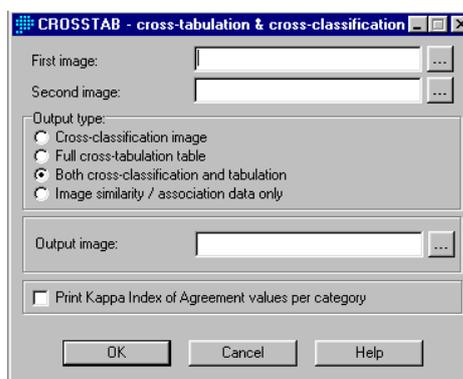 CROSSTAB - cross-tabulation & cross-classification
First image:
...
Second image:
...
Output type:
Cross-classification image
Full cross-tabulation table
Both cross-classification and tabulation
Image similarity / association data only
Output image:
...
Print Kappa Index of Agreement values per category
OK Cancel Help